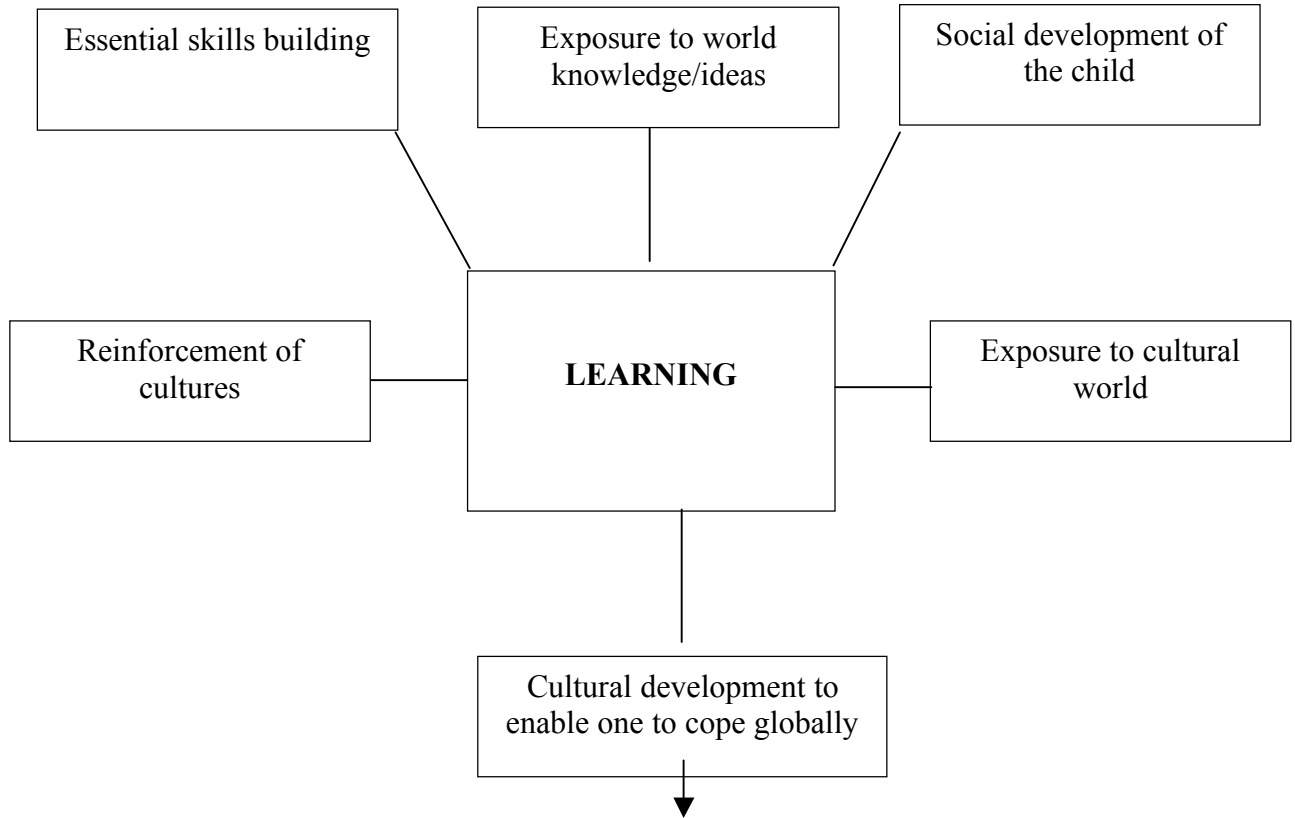 Essential skills building
Exposure to world
knowledge/ideas
Social development of
the child
Reinforcement of
cultures
LEARNING
Exposure to cultural
world
Cultural development to
enable one to cope globally